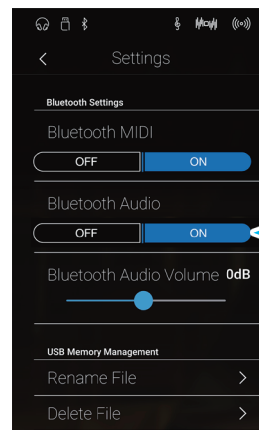 Settings
Bluetooth Settings
Bluetooth MIDI
OFF ON
Bluetooth Audio
OFF ON
Bluetooth Audio Volume 0dB
USB Memory Management
Rename File
Delete File